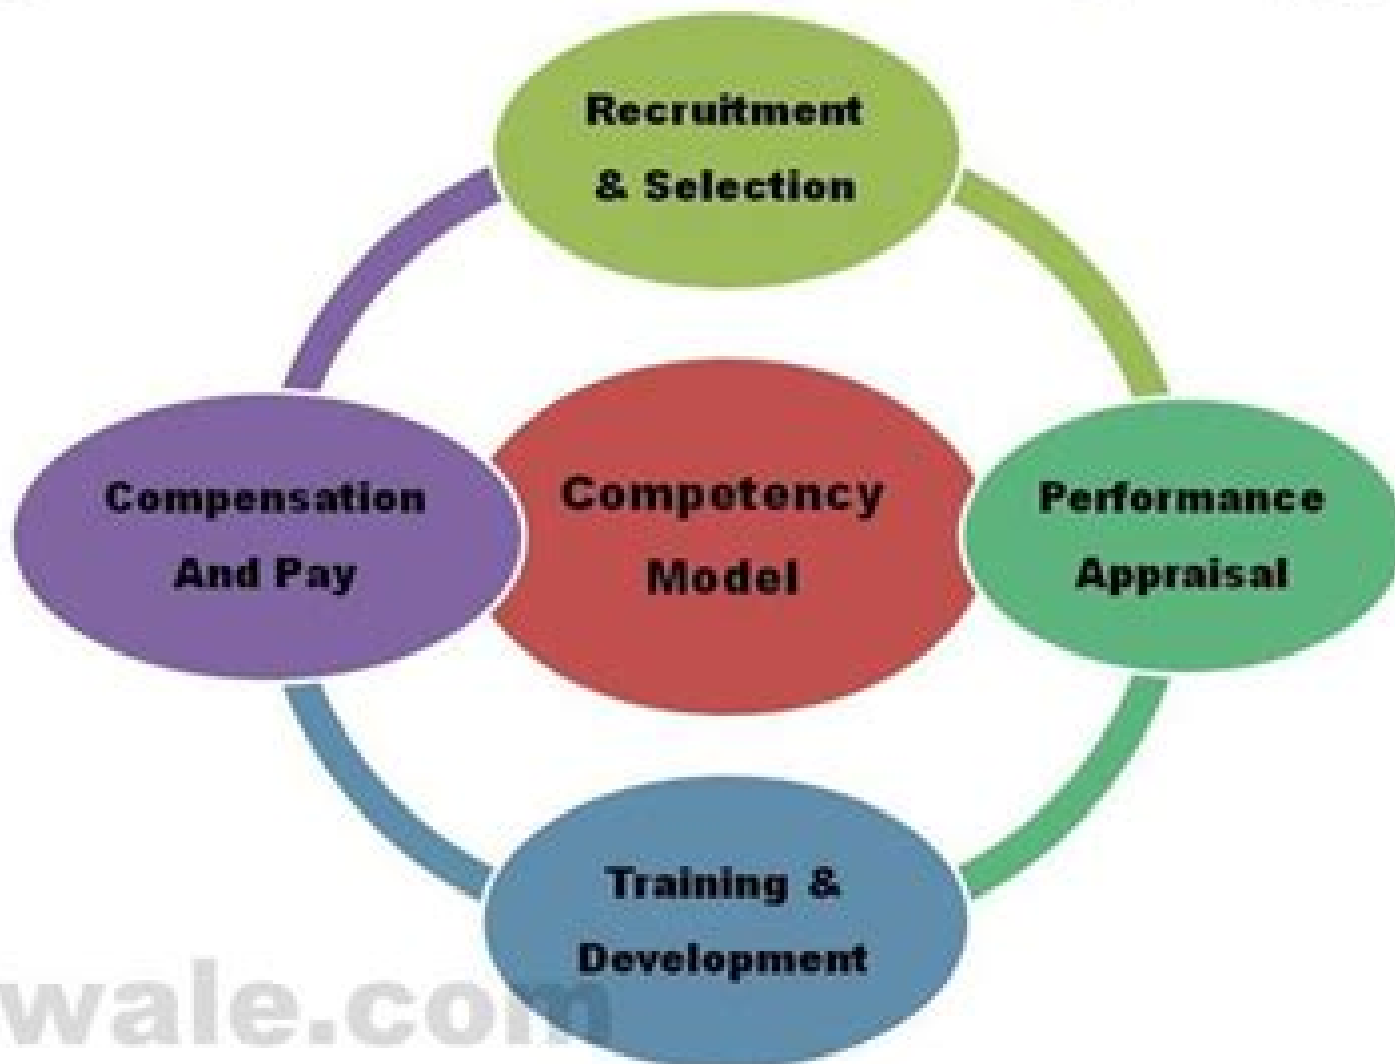 Recruitment
& Selection
Compensation
And Pay
Competency
Model
Performance
Appraisal
Training &
Development
wale.com